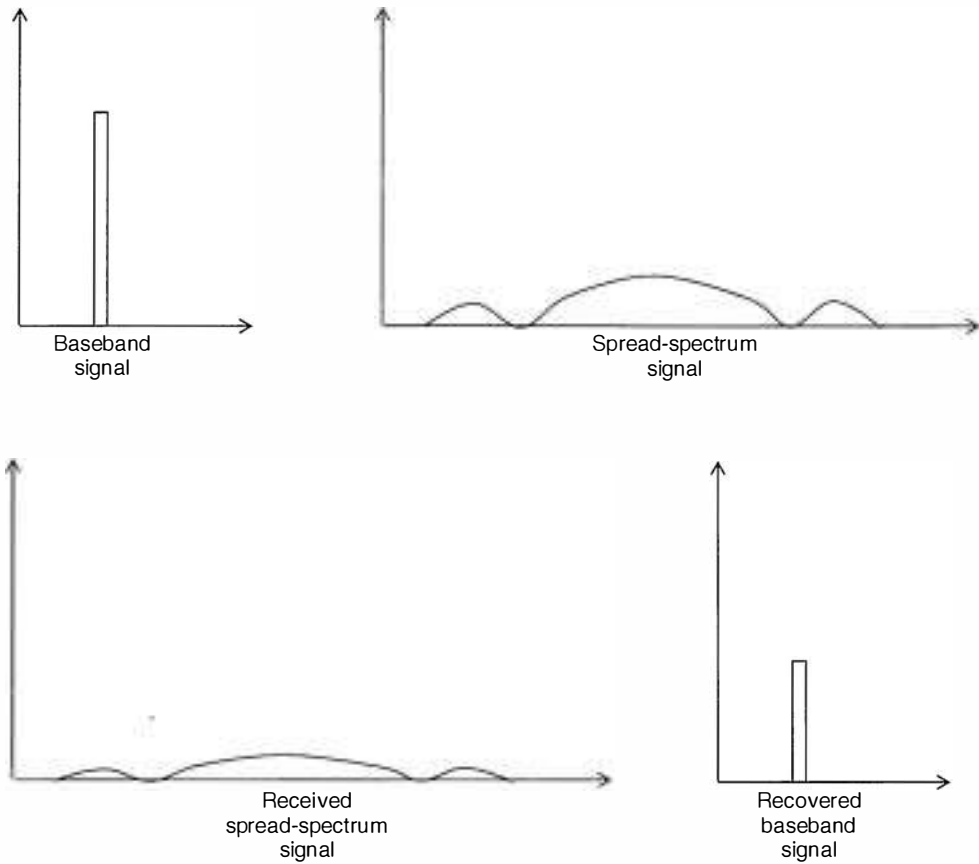 Baseband
signal
Spread-spectrum
signal
Received
spread-spectrum
signal
Recovered
baseband
signal